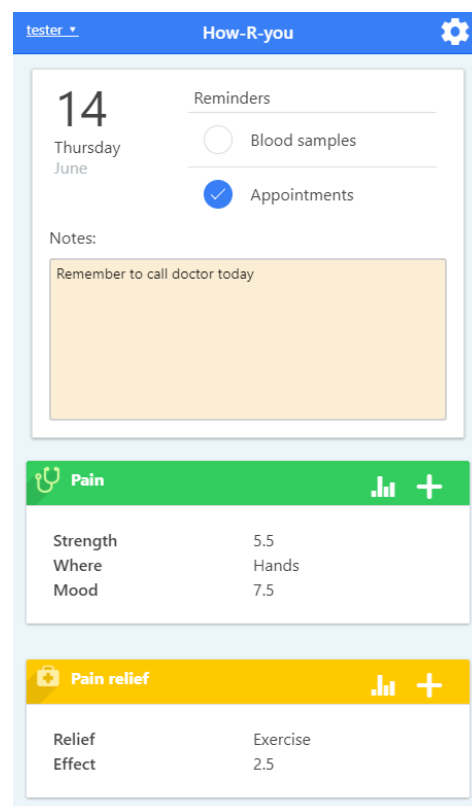 tester ▾
How-R-you
14
Thursday
June
Reminders
Blood samples
Appointments
Notes:
Remember to call doctor today
Pain
Strength 5.5
Where Hands
Mood 7.5
Pain relief
Relief Exercise
Effect 2.5